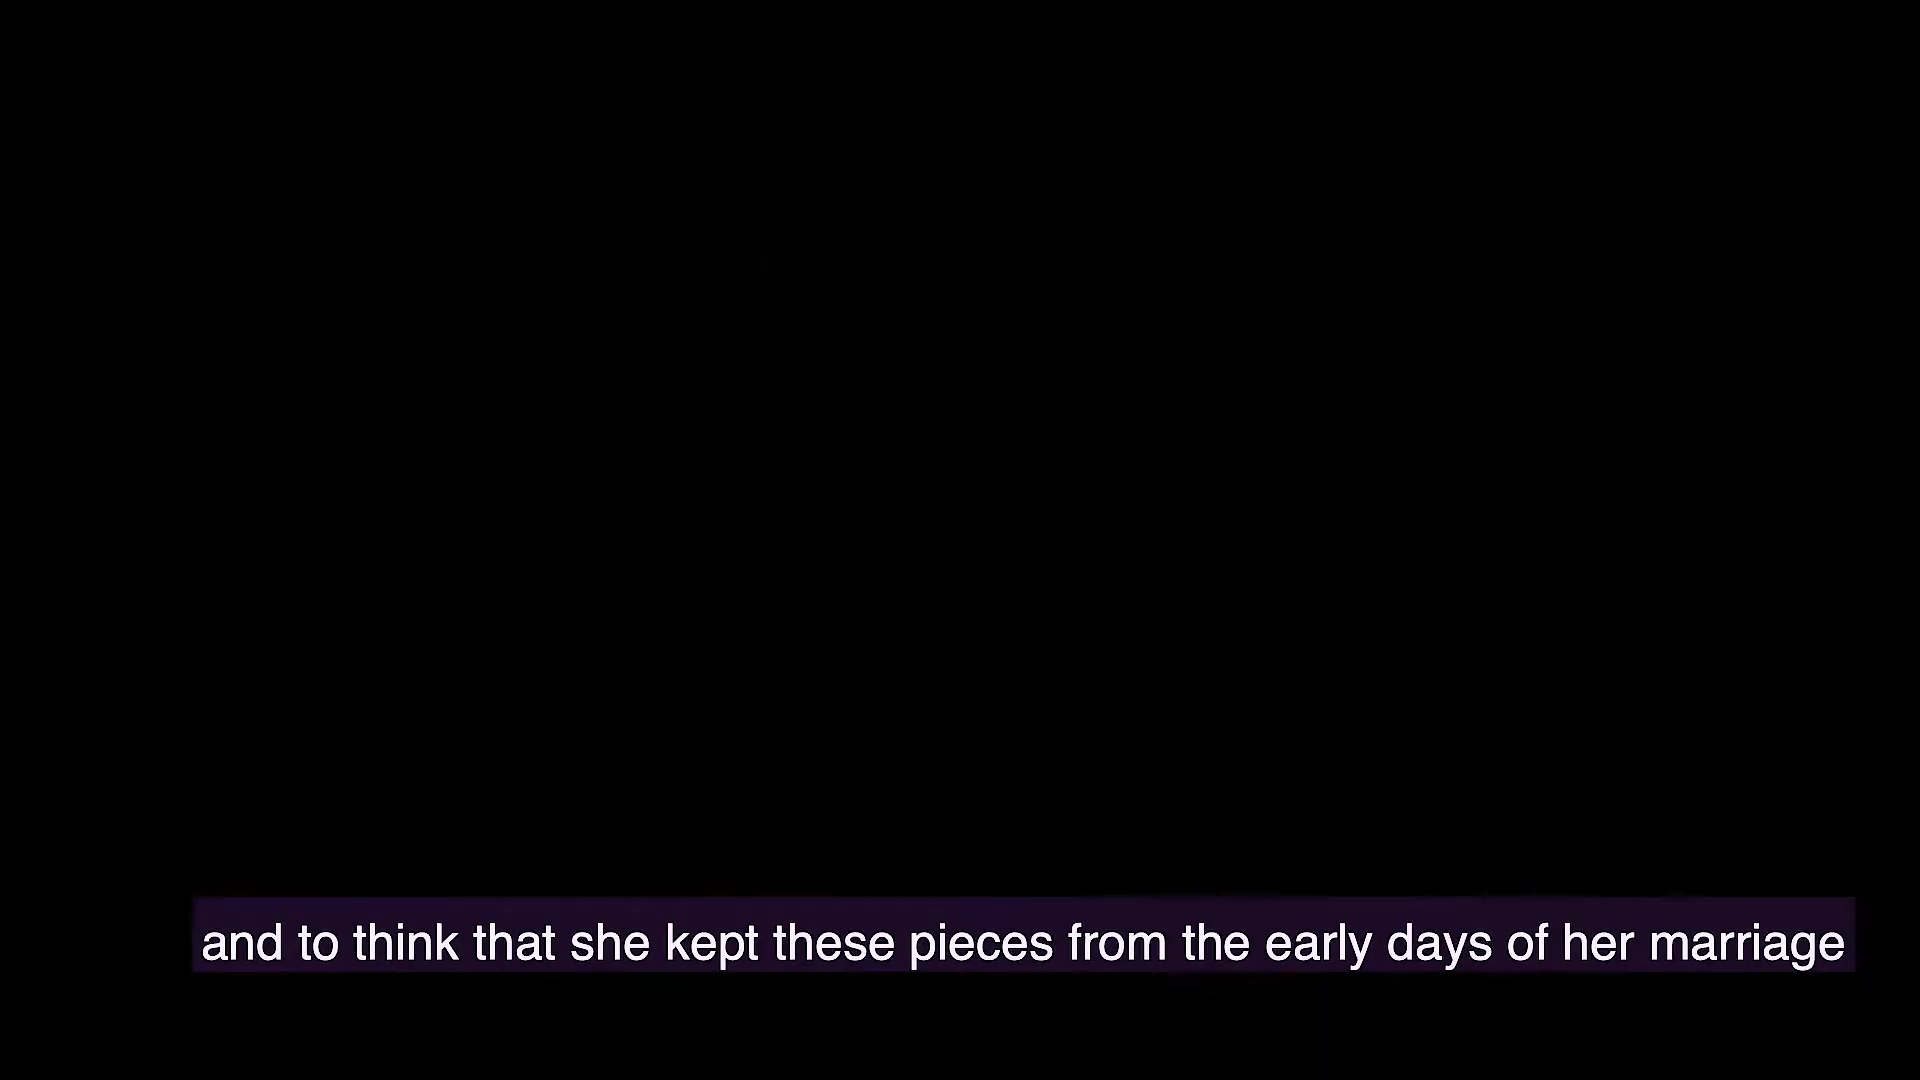 and to think that she kept these pieces from the early days of her marriage